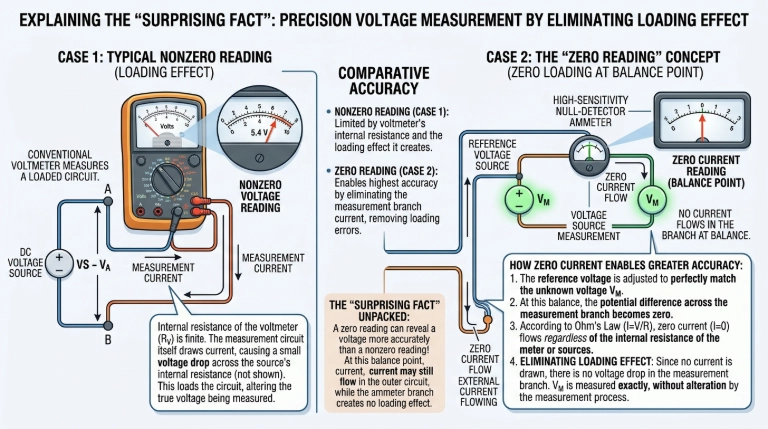 EXPLAINING THE “SURPRISING FACT”: PRECISION VOLTAGE MEASUREMENT BY ELIMINATING LOADING EFFECT
CASE 1: TYPICAL NONZERO READING
(LOADING EFFECT)
Volts
5.4 V
CONVENTIONAL
VOLTMETER MEASURES
A LOADED CIRCUIT.
NONZERO
VOLTAGE
READING
A
DC
VOLTAGE
SOURCE
+
−
VS - VA
MEASUREMENT
CURRENT
MEASUREMENT
CURRENT
B
Internal resistance of the voltmeter
(RV) is finite. The measurement circuit
itself draws current, causing a small
voltage drop across the source's
internal resistance (not shown).
This loads the circuit, altering the
true voltage being measured.
COMPARATIVE
ACCURACY
• NONZERO READING (CASE 1):
Limited by voltmeter's
internal resistance and the
loading effect it creates.
• ZERO READING (CASE 2):
Enables highest accuracy
by eliminating the
measurement branch
current, removing loading
errors.
THE “SURPRISING FACT”
UNPACKED:
A zero reading can reveal a
voltage more accurately
than a nonzero reading!
At this balance point,
current, current may still
flow in the outer circuit,
while the ammeter branch
creates no loading effect.
CASE 2: THE “ZERO READING” CONCEPT
(ZERO LOADING AT BALANCE POINT)
HIGH-SENSITIVITY
NULL-DETECTOR
AMMETER
REFERENCE
VOLTAGE
SOURCE
+
−
VM
ZERO
CURRENT
FLOW
VM
VOLTAGE
SOURCE
MEASUREMENT
ZERO CURRENT
READING
(BALANCE POINT)
NO CURRENT
FLOWS IN THE
BRANCH AT BALANCE.
ZERO
CURRENT
FLOW
EXTERNAL
CURRENT
FLOWING
HOW ZERO CURRENT ENABLES GREATER ACCURACY:
1. The reference voltage is adjusted to perfectly match
the unknown voltage VM.
2. At this balance, the potential difference across the
measurement branch becomes zero.
3. According to Ohm's Law (I=V/R), zero current (I=0)
flows regardless of the internal resistance of the
meter or sources.
4. ELIMINATING LOADING EFFECT: Since no current is
drawn, there is no voltage drop in the measurement
branch. VM is measured exactly, without alteration by
the measurement process.